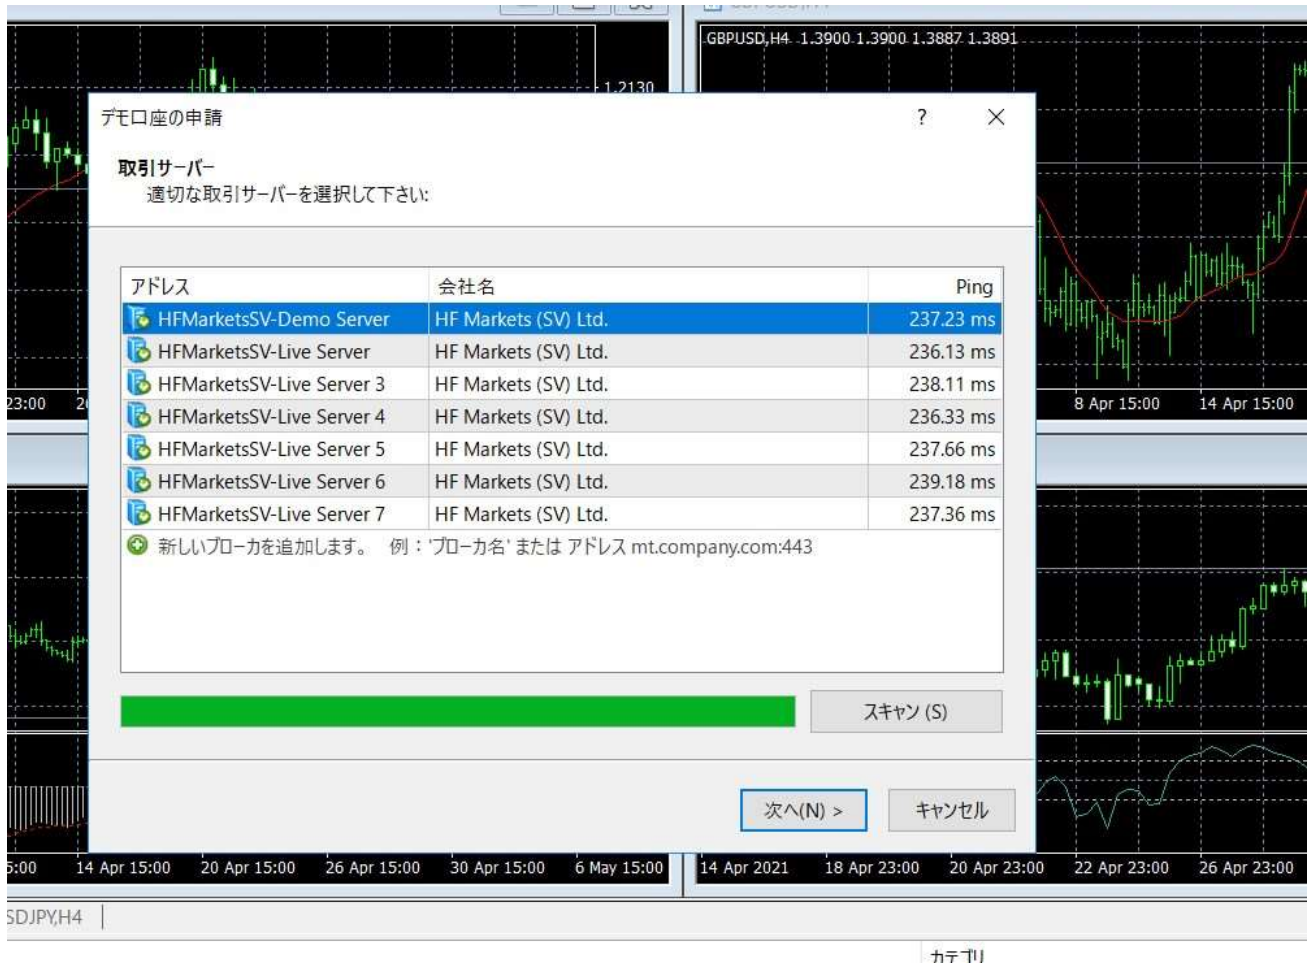 GBPUSD,H4 1.3900 1.3900 1.3887 1.3891
1.2130
デモ口座の申請
?
取引サーバー
適切な取引サーバーを選択して下さい:
アドレス 会社名 Ping
HFMarketsSV-Demo Server HF Markets (SV) Ltd. 237.23 ms
HFMarketsSV-Live Server HF Markets (SV) Ltd. 236.13 ms
HFMarketsSV-Live Server 3 HF Markets (SV) Ltd. 238.11 ms
HFMarketsSV-Live Server 4 HF Markets (SV) Ltd. 236.33 ms
HFMarketsSV-Live Server 5 HF Markets (SV) Ltd. 237.66 ms
HFMarketsSV-Live Server 6 HF Markets (SV) Ltd. 239.18 ms
HFMarketsSV-Live Server 7 HF Markets (SV) Ltd. 237.36 ms
新しいブローカを追加します。 例：'ブローカ名' または アドレス mt.company.com:443
23:00 8 Apr 15:00 14 Apr 15:00
スキャン (S)
次へ(N) > キャンセル
5:00 14 Apr 15:00 20 Apr 15:00 26 Apr 15:00 30 Apr 15:00 6 May 15:00 14 Apr 2021 18 Apr 23:00 20 Apr 23:00 22 Apr 23:00 26 Apr 23:00
SDJPY,H4
カテゴリ